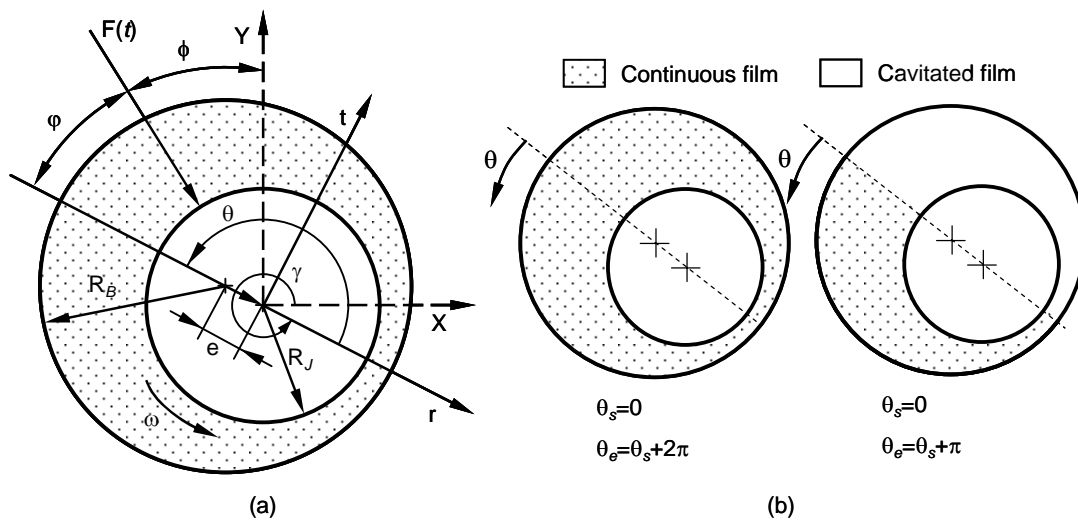 F(t)
Y
ϕ
φ
t
θ
γ
X
R_B
e
R_J
ω
r
(a)
Continuous film
Cavitated film
θ
θ
θ_s=0
θ_e=θ_s+2π
θ_s=0
θ_e=θ_s+π
(b)